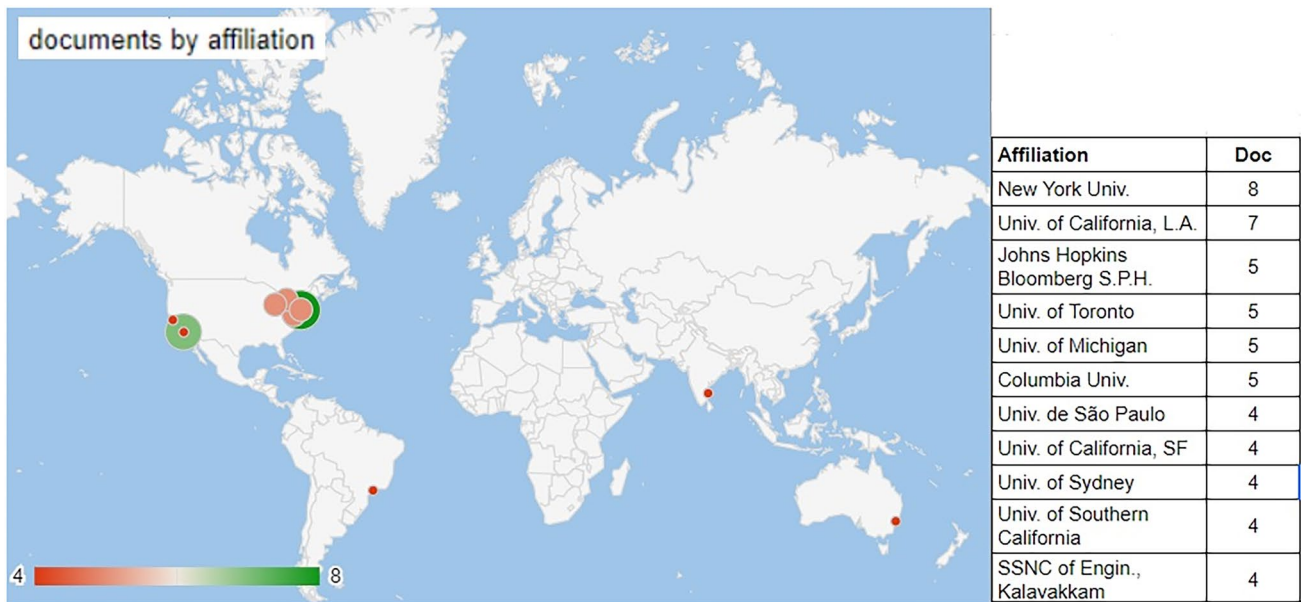 documents by affiliation
4
8
Affiliation Doc
New York Univ. 8
Univ. of California, L.A. 7
Johns Hopkins
Bloomberg S.P.H. 5
Univ. of Toronto 5
Univ. of Michigan 5
Columbia Univ. 5
Univ. de São Paulo 4
Univ. of California, SF 4
Univ. of Sydney 4
Univ. of Southern
California 4
SSNC of Engin.,
Kalavakkam 4